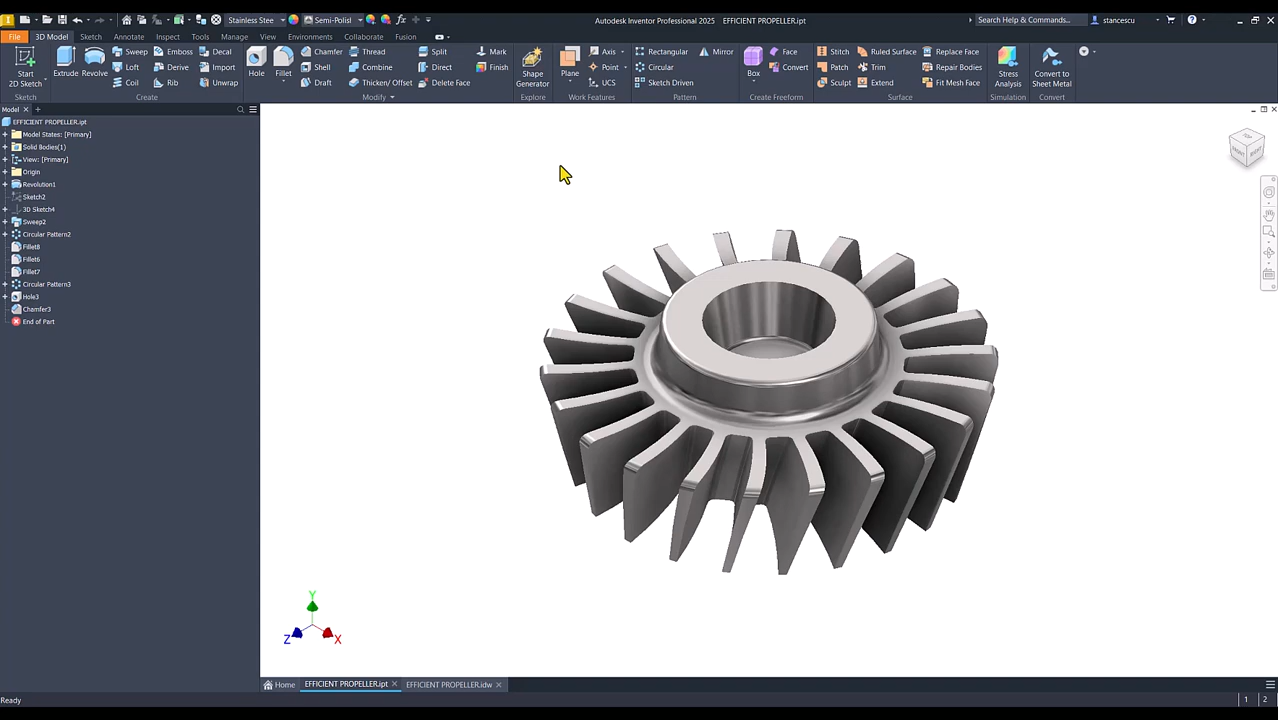 Stainless Stee
Semi-Polisl
Autodesk Inventor Professional 2025 EFFICIENT PROPELLER.ipt
Search Help & Commands...
stancescu
File 3D Model Sketch Annotate Inspect Tools Manage View Environments Collaborate Fusion
Start
2D Sketch
Extrude
Revolve
Sweep
Loft
Coil
Emboss
Derive
Rib
Decal
Import
Unwrap
Hole
Fillet
Chamfer
Shell
Draft
Thread
Combine
Thicken/ Offset
Split
Direct
Delete Face
Mark
Finish
Shape
Generator
Plane
Axis
Point
UCS
Rectangular
Circular
Sketch Driven
Mirror
Box
Face
Convert
Stitch
Patch
Sculpt
Ruled Surface
Trim
Extend
Replace Face
Repair Bodies
Fit Mesh Face
Stress
Analysis
Convert to
Sheet Metal
Sketch Create Modify Explore Work Features Pattern Create Freeform Surface Simulation Convert
Model
EFFICIENT PROPELLER.ipt
Model States: [Primary]
Solid Bodies(1)
View: [Primary]
Origin
Revolution1
Sketch2
3D Sketch4
Sweep2
Circular Pattern2
Fillet8
Fillet6
Fillet7
Circular Pattern3
Hole3
Chamfer3
End of Part
TOP
FRONT RIGHT
Y
Z X
Home EFFICIENT PROPELLER.ipt EFFICIENT PROPELLER.idw
Ready
1 2